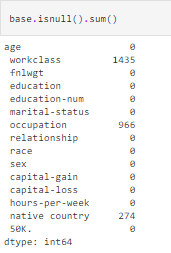 base.isnull().sum()
age 0
workclass 1435
fnlwgt 0
education 0
education-num 0
marital-status 0
occupation 966
relationship 0
race 0
sex 0
capital-gain 0
capital-loss 0
hours-per-week 0
native country 274
50K. 0
dtype: int64